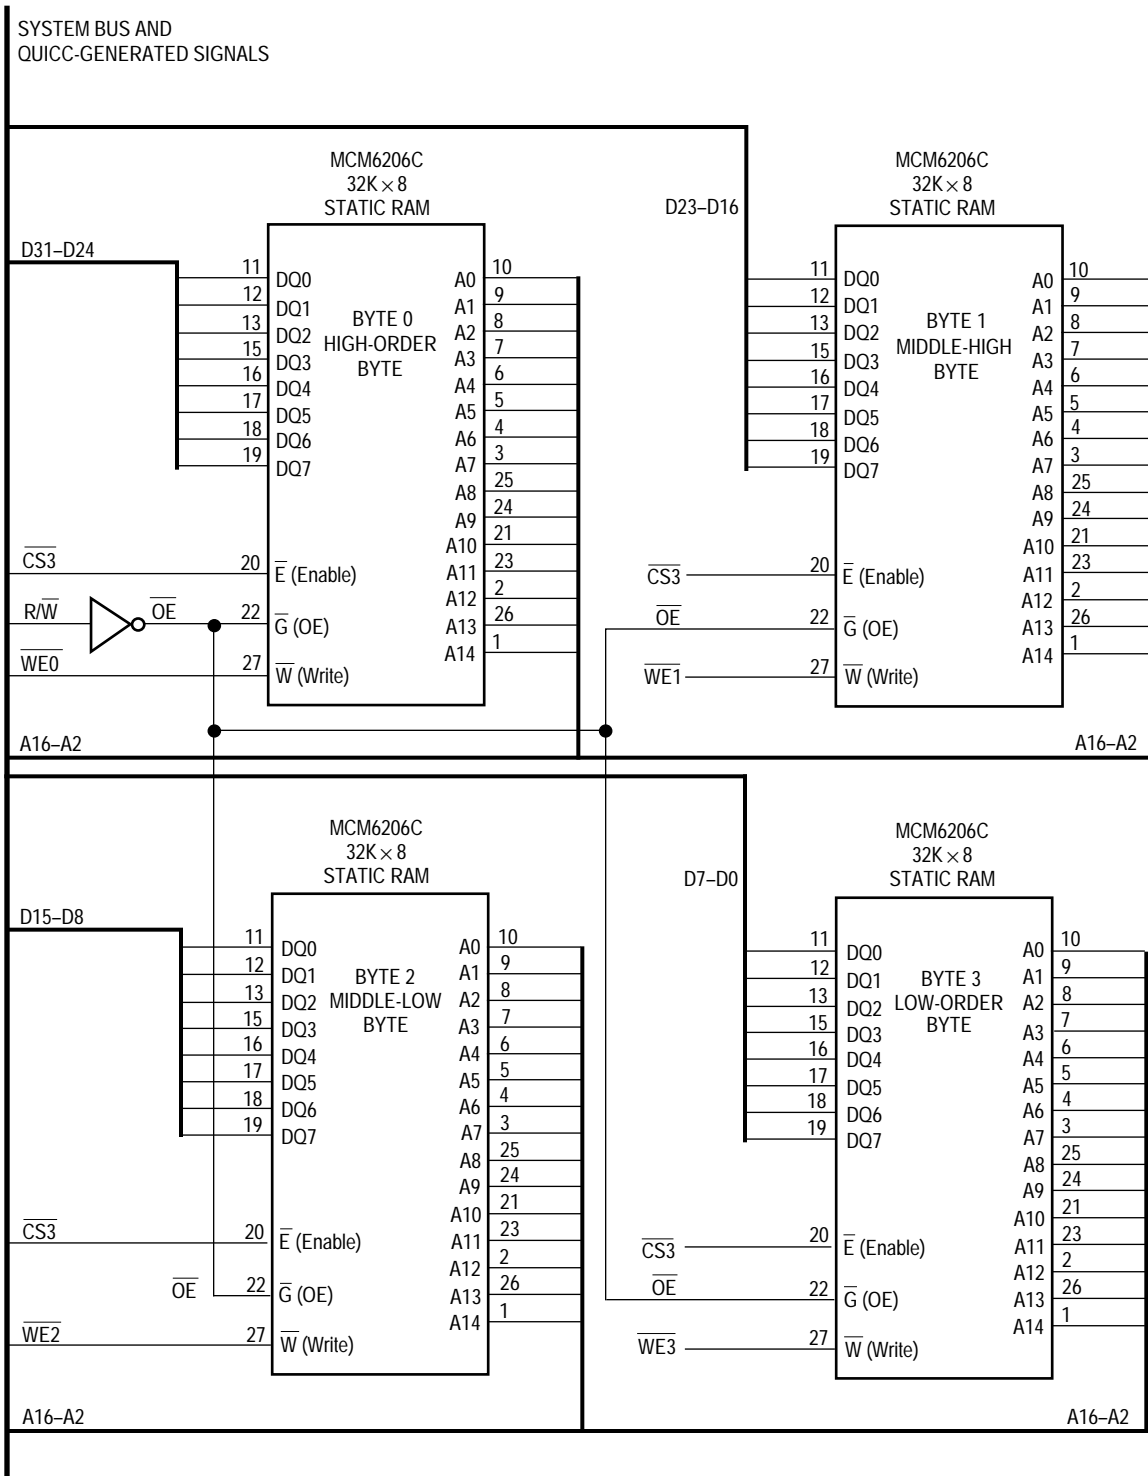 SYSTEM BUS AND
QUICC-GENERATED SIGNALS
MCM6206C
32K × 8
STATIC RAM
D31–D24
11 DQ0
12 DQ1
13 DQ2
15 DQ3
16 DQ4
17 DQ5
18 DQ6
19 DQ7
BYTE 0
HIGH-ORDER
BYTE
A0 10
A1 9
A2 8
A3 7
A4 6
A5 5
A6 4
A7 3
A8 25
A9 24
A10 21
A11 23
A12 2
A13 26
A14 1
C̅S̅3̅ 20 E̅ (Enable)
R/W̅ O̅E̅ 22 G̅ (OE)
W̅E̅0̅ 27 W̅ (Write)
A16–A2
MCM6206C
32K × 8
STATIC RAM
D23–D16
11 DQ0
12 DQ1
13 DQ2
15 DQ3
16 DQ4
17 DQ5
18 DQ6
19 DQ7
BYTE 1
MIDDLE-HIGH
BYTE
A0 10
A1 9
A2 8
A3 7
A4 6
A5 5
A6 4
A7 3
A8 25
A9 24
A10 21
A11 23
A12 2
A13 26
A14 1
C̅S̅3̅ 20 E̅ (Enable)
O̅E̅ 22 G̅ (OE)
W̅E̅1̅ 27 W̅ (Write)
A16–A2
MCM6206C
32K × 8
STATIC RAM
D15–D8
11 DQ0
12 DQ1
13 DQ2
15 DQ3
16 DQ4
17 DQ5
18 DQ6
19 DQ7
BYTE 2
MIDDLE-LOW
BYTE
A0 10
A1 9
A2 8
A3 7
A4 6
A5 5
A6 4
A7 3
A8 25
A9 24
A10 21
A11 23
A12 2
A13 26
A14 1
C̅S̅3̅ 20 E̅ (Enable)
O̅E̅ 22 G̅ (OE)
W̅E̅2̅ 27 W̅ (Write)
A16–A2
MCM6206C
32K × 8
STATIC RAM
D7–D0
11 DQ0
12 DQ1
13 DQ2
15 DQ3
16 DQ4
17 DQ5
18 DQ6
19 DQ7
BYTE 3
LOW-ORDER
BYTE
A0 10
A1 9
A2 8
A3 7
A4 6
A5 5
A6 4
A7 3
A8 25
A9 24
A10 21
A11 23
A12 2
A13 26
A14 1
C̅S̅3̅ 20 E̅ (Enable)
O̅E̅ 22 G̅ (OE)
W̅E̅3̅ 27 W̅ (Write)
A16–A2